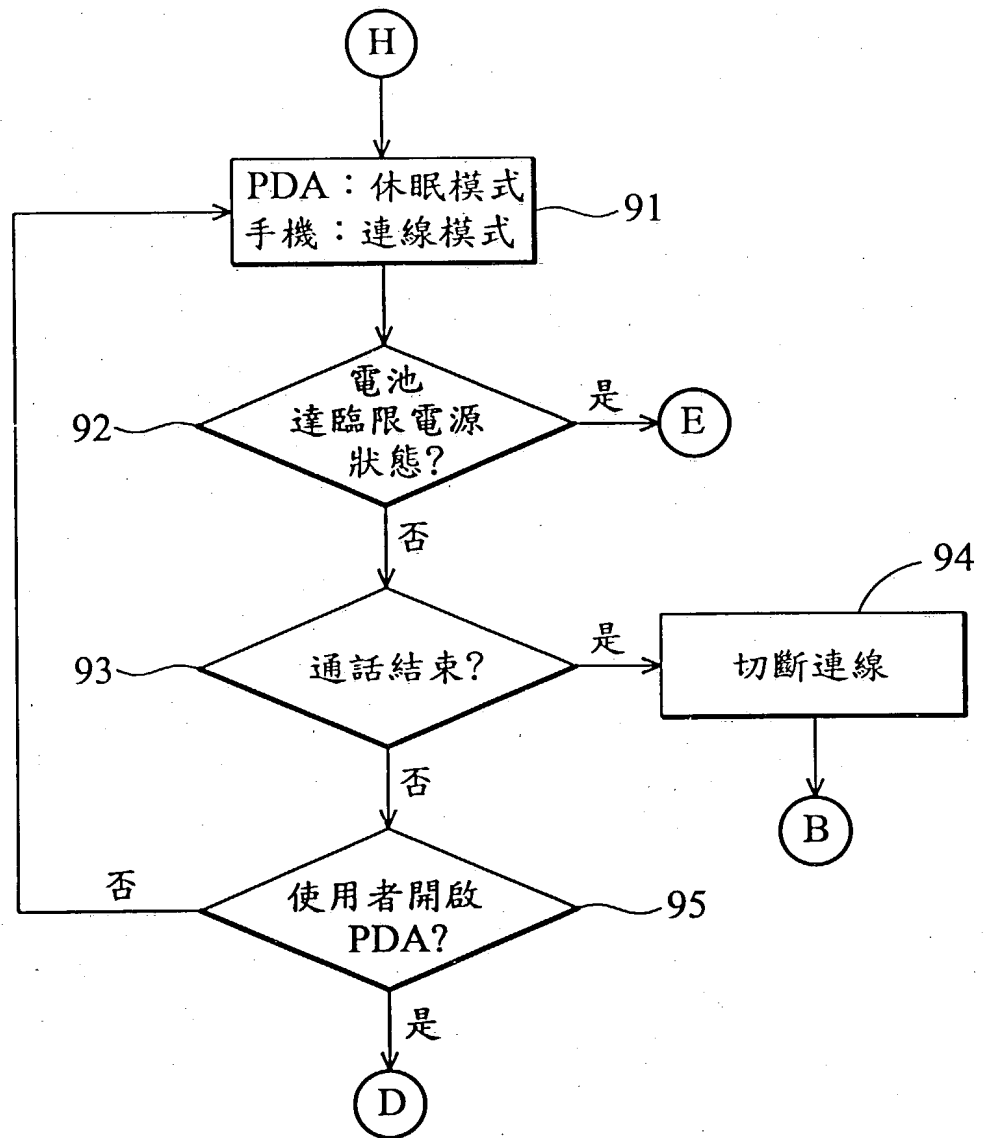 H
PDA：休眠模式
手機：連線模式
91
電池
達臨限電源
狀態?
92
是
E
否
通話結束?
93
是
94
切斷連線
B
否
使用者開啟
PDA?
95
否
是
D